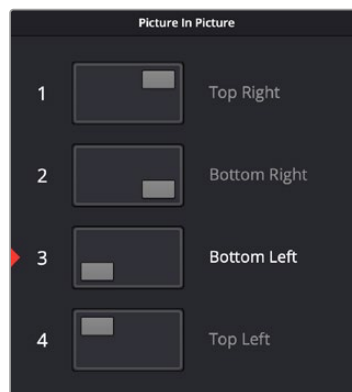 Picture In Picture
1 Top Right
2 Bottom Right
3 Bottom Left
4 Top Left